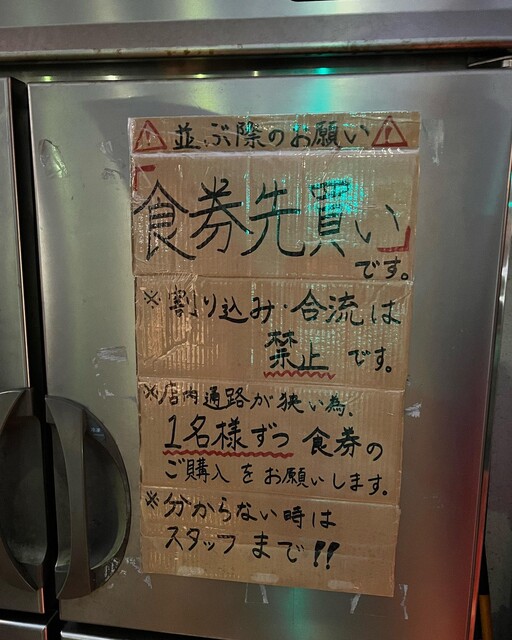 ⚠並ぶ際のお願い⚠
「食券先買い」
です。
※割り込み・合流は
禁止です。
※店内通路が狭い為、
1名様ずつ食券の
ご購入をお願いします。
※分からない時は
スタッフまで!!